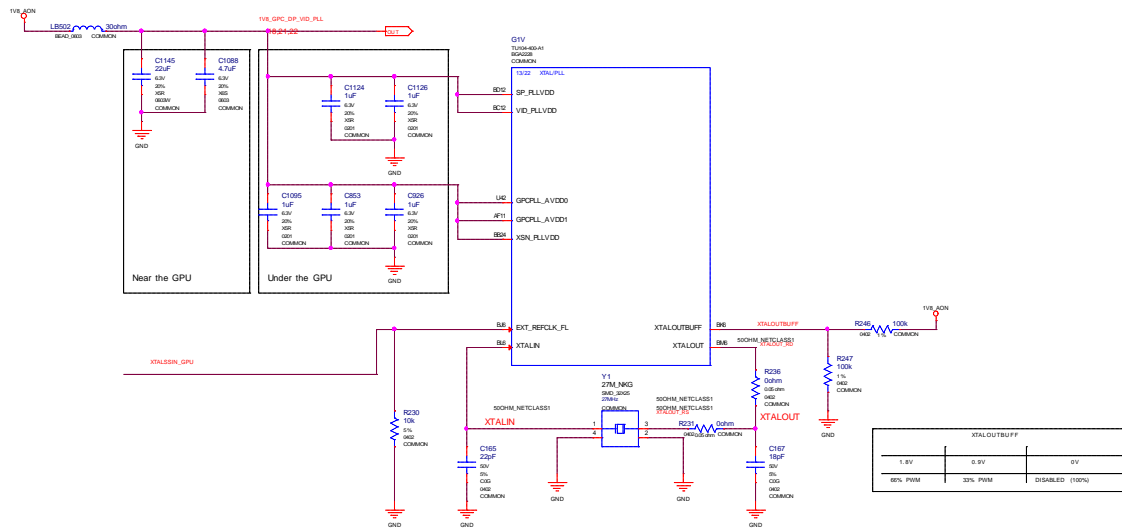 1V8_AON
LB502
30ohm
BEAD_0603
COMMON
1V8_GPC_DP_VID_PLL
18,21,22
OUT
C1145
22uF
6.3V
20%
X5R
0603W
COMMON
C1088
4.7uF
6.3V
20%
X6S
0603
COMMON
GND
C1124
1uF
6.3V
20%
X5R
0201
COMMON
C1126
1uF
6.3V
20%
X5R
0201
COMMON
GND
C1095
1uF
6.3V
20%
X5R
0201
COMMON
C853
1uF
6.3V
20%
X5R
0201
COMMON
C926
1uF
6.3V
20%
X5R
0201
COMMON
GND
Near the GPU
Under the GPU
G1V
TU104-400-A1
BGA2228
COMMON
13/22 XTAL/PLL
BD12 SP_PLLVDD
BC12 VID_PLLVDD
U42 GPCPLL_AVDD0
AF11 GPCPLL_AVDD1
BB24 XSN_PLLVDD
BJ8 EXT_REFCLK_FL
BL6 XTALIN
XTALOUTBUFF BK6
XTALOUT BM6
XTALOUTBUFF
50OHM_NETCLASS1
XTALOUT_RD
R246
100k
0402
1 %
COMMON
1V8_AON
R247
100k
1 %
0402
COMMON
GND
XTALSSIN_GPU
R230
10k
5 %
0402
COMMON
GND
Y1
27M_NKG
SMD_32X25
27MHz
COMMON
50OHM_NETCLASS1
XTALIN
1
4
3
2
50OHM_NETCLASS1
50OHM_NETCLASS1
XTALOUT_RS
R231
0ohm
0402
0.05 ohm
COMMON
R236
0ohm
0.05 ohm
0402
COMMON
XTALOUT
C165
22pF
50V
5%
C0G
0402
COMMON
GND
GND
GND
C167
18pF
50V
5%
C0G
0402
COMMON
GND
XTALOUTBUFF
1.8V 0.9V 0V
66% PWM 33% PWM DISABLED (100%)